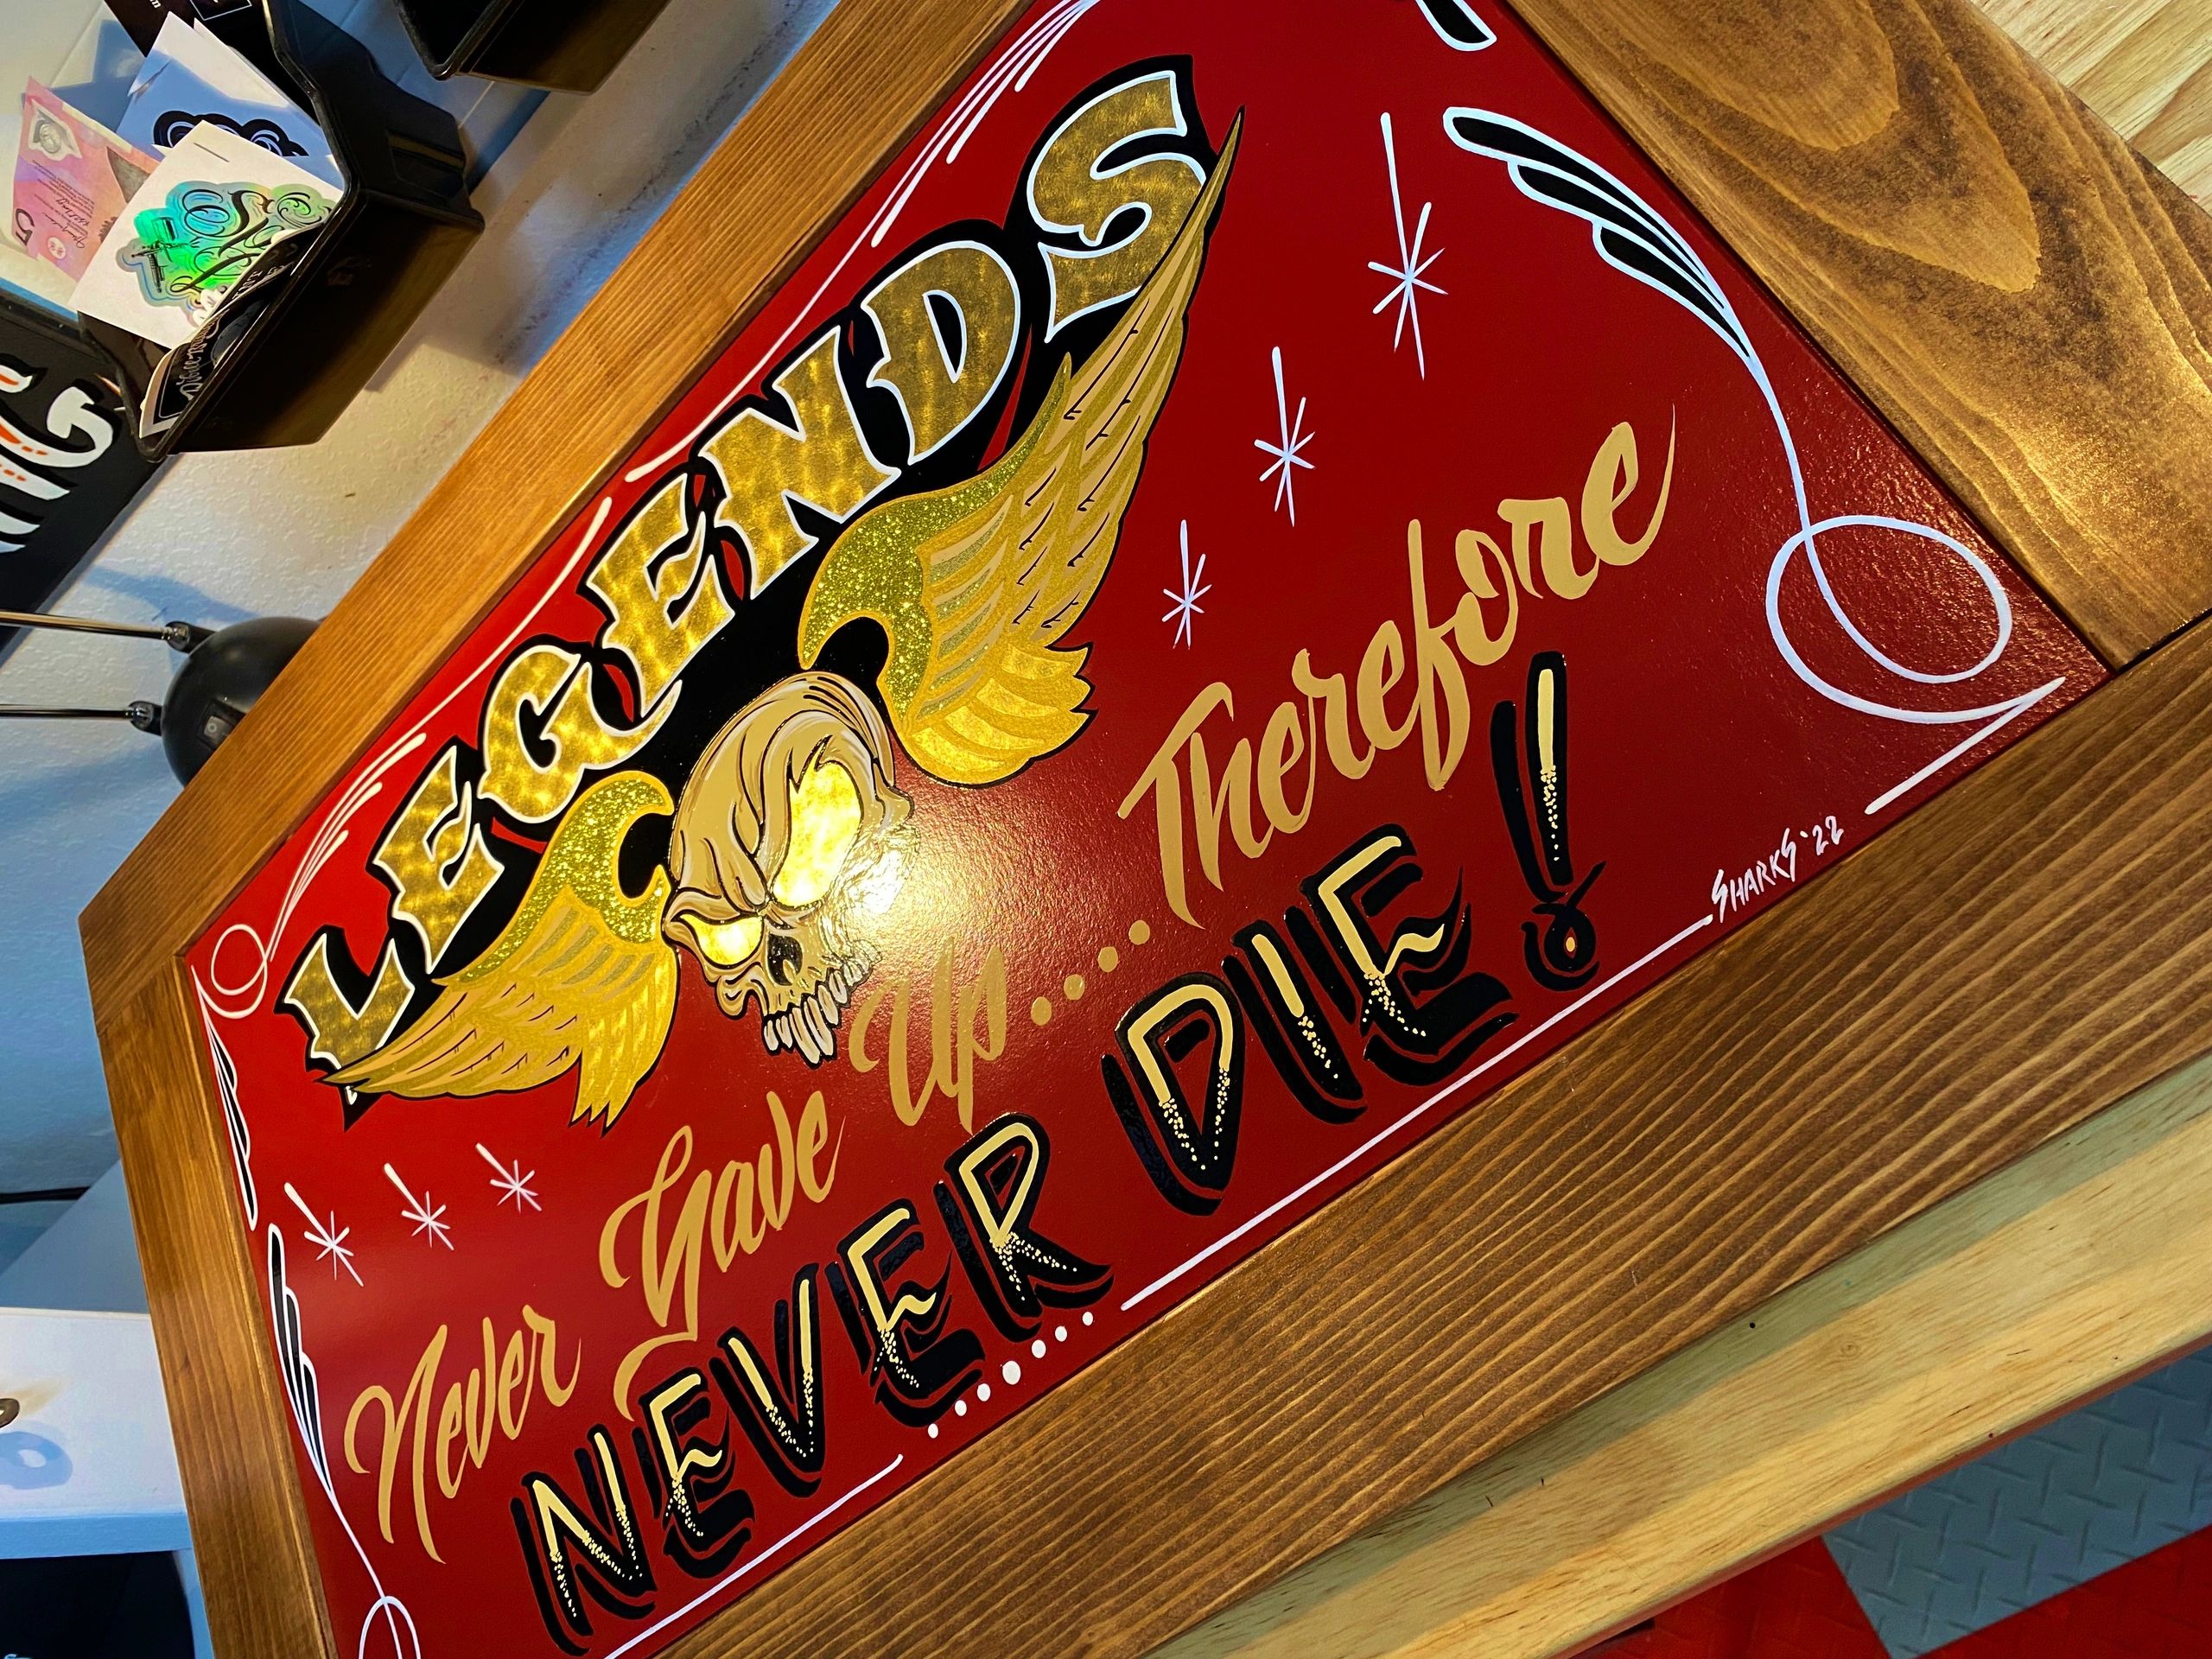 LEGENDS
Never Gave Up.....Therefore
NEVER DIE!
SHARKS '22